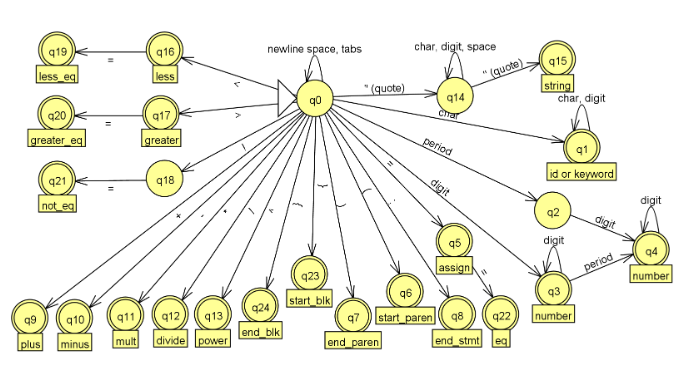 newline space, tabs
char, digit, space
q19
=
q16
q15
less_eq
less
<
q0
" (quote)
q14
" (quote)
string
q20
=
q17
>
char
char, digit
greater_eq
greater
q1
q21
=
q18
period
id or keyword
not_eq
=
digit
digit
+
-
*
q2
digit
q5
assign
digit
q4
q23
=
period
number
start_blk
q6
q3
start_paren
number
q9
q10
q11
q12
q13
q24
q7
q8
q22
plus
minus
mult
divide
power
end_blk
end_paren
end_stmt
eq